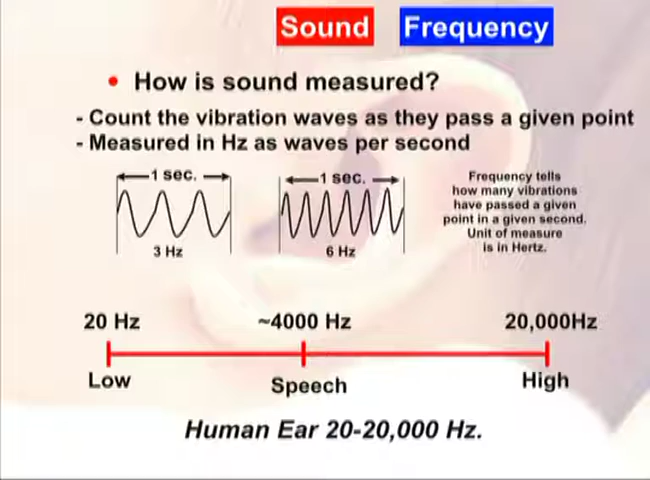 Sound Frequency
• How is sound measured?
- Count the vibration waves as they pass a given point
- Measured in Hz as waves per second
1 sec.
3 Hz
1 sec.
6 Hz
Frequency tells
how many vibrations
have passed a given
point in a given second.
Unit of measure
is in Hertz.
20 Hz ~4000 Hz 20,000Hz
Low Speech High
Human Ear 20-20,000 Hz.